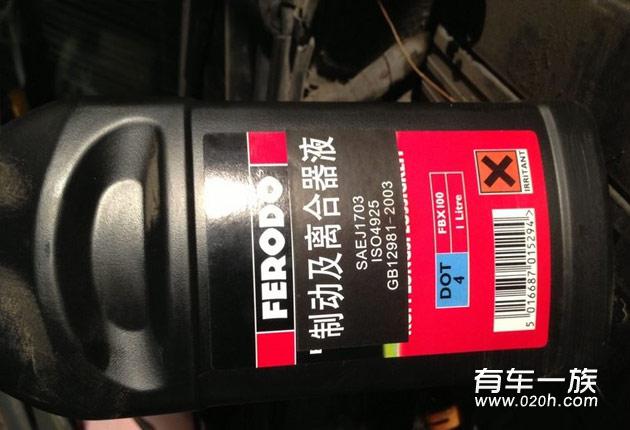 FERODO
制动及离合器液
SAEJ1703
ISO4925
GB12981-2003
DOT
4
FBX100
1 Litre
IRRITANT
5 016687 015294 >
有车一族
www.020h.com